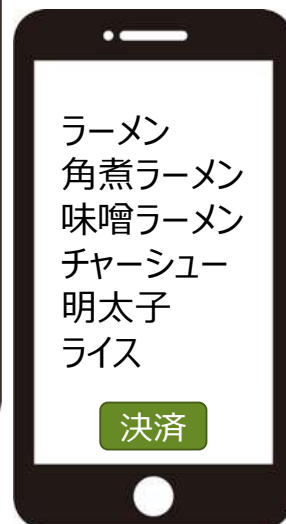 ラーメン
角煮ラーメン
味噌ラーメン
チャーシュー
明太子
ライス
決済